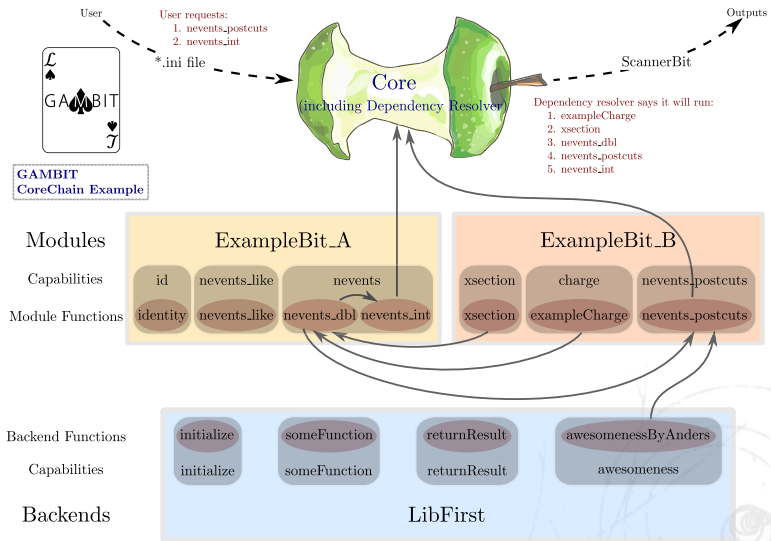 User
User requests:
1. nevents_postcuts
2. nevents_int
Outputs
*.ini file
ScannerBit
L
GAMBIT
L
Core
(including Dependency Resolver)
Dependency resolver says it will run:
1. exampleCharge
2. xsection
3. nevents_dbl
4. nevents_postcuts
5. nevents_int
GAMBIT
CoreChain Example
Modules
ExampleBit_A
ExampleBit_B
Capabilities
id
nevents_like
nevents
xsection
charge
nevents_postcuts
Module Functions
identity
nevents_like
nevents_dbl
nevents_int
xsection
exampleCharge
nevents_postcuts
Backend Functions
initialize
someFunction
returnResult
awesomenessByAnders
Capabilities
initialize
someFunction
returnResult
awesomeness
Backends
LibFirst